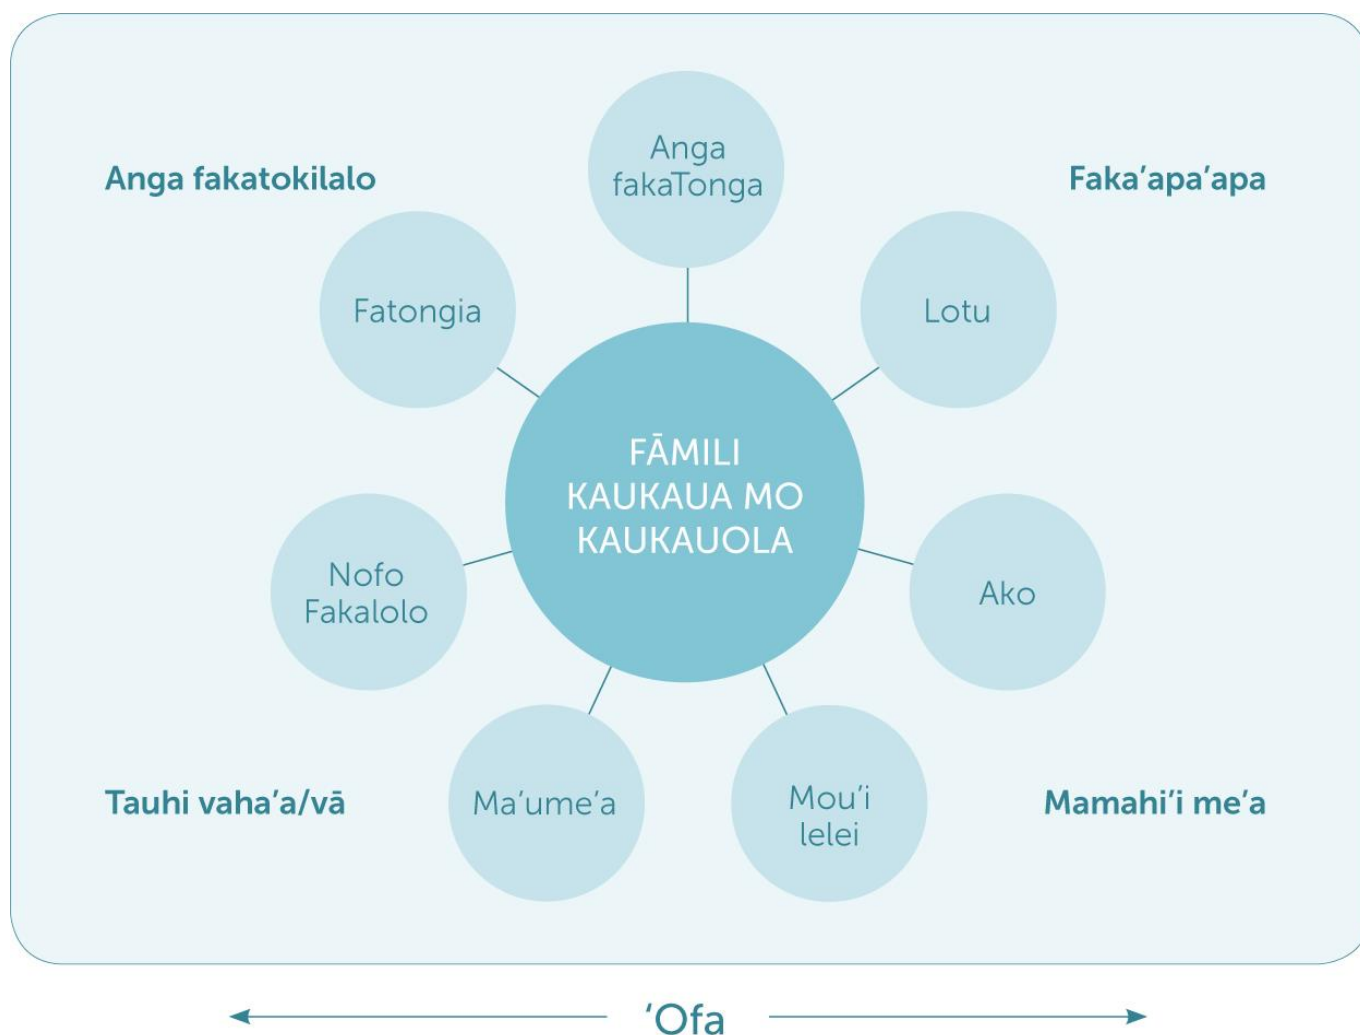 Anga
fakaTonga
Anga fakatokilalo
Faka’apa’apa
Fatongia
Lotu
FĀMILI
KAUKAUA MO
KAUKAUOLA
Nofo
Fakalolo
Ako
Tauhi vaha’a/vā
Ma’ume’a
Mou’i
lelei
Mamahi’i me’a
‘Ofa